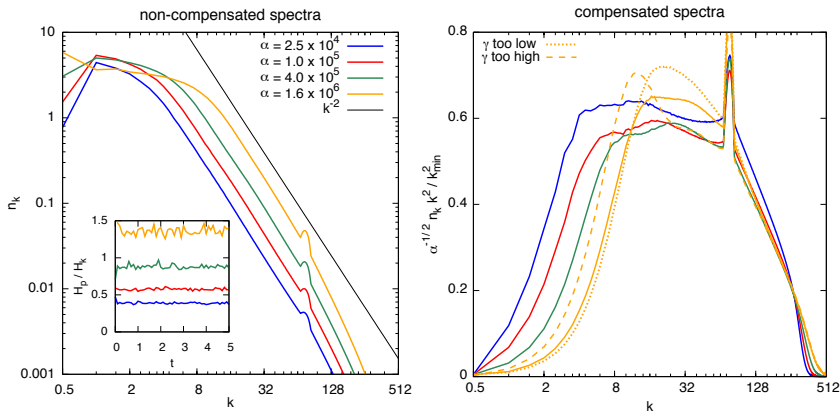 non-compensated spectra
10
1
0.1
0.01
0.001
n_k
0.5
2
8
32
128
512
k
α = 2.5 x 10^4
α = 1.0 x 10^5
α = 4.0 x 10^5
α = 1.6 x 10^6
k^-2
1.5
1
0.5
0
H_p / H_k
0
1
2
3
4
5
t
compensated spectra
0.8
0.6
0.4
0.2
0
α^-1/2 n_k k^2 / k^2_min
γ too low
γ too high
0.5
2
8
32
128
512
k